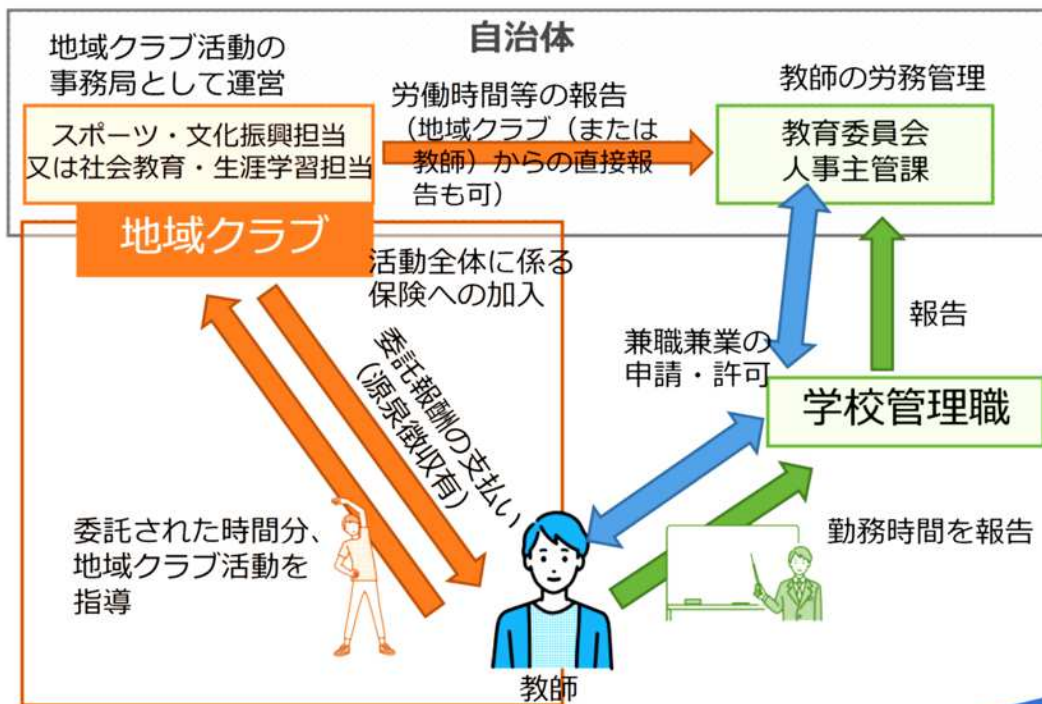 自治体
地域クラブ活動の
事務局として運営
スポーツ・文化振興担当
又は社会教育・生涯学習担当
労働時間等の報告
（地域クラブ（または
教師）からの直接報
告も可）
教師の労務管理
教育委員会
人事主管課
地域クラブ
活動全体に係る
保険への加入
委託報酬の支払い
（源泉徴収有）
兼職兼業の
申請・許可
報告
学校管理職
委託された時間分、
地域クラブ活動を
指導
勤務時間を報告
教師